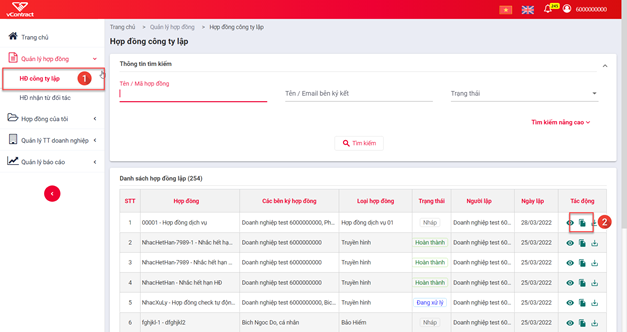 vContract
243
6000000000
Trang chủ
Quản lý hợp đồng
HĐ công ty lập
1
HĐ nhận từ đối tác
Hợp đồng của tôi
Quản lý TT doanh nghiệp
Quản lý báo cáo
Trang chủ > Quản lý hợp đồng > Hợp đồng công ty lập
Hợp đồng công ty lập
Thông tin tìm kiếm
Tên / Mã hợp đồng
Tên / Email bên ký kết
Trạng thái
Tìm kiếm nâng cao
Tìm kiếm
Danh sách hợp đồng lập (254)
STT Hợp đồng Các bên ký hợp đồng Loại hợp đồng Trạng thái Người lập Ngày lập Tác động
1 00001 - Hợp đồng dịch vụ Doanh nghiệp test 6000000000, Ph... Hợp đồng dịch vụ 01 Nháp Doanh nghiệp test 60... 28/03/2022 2
2 NhacHetHan-7989-1 - Nhắc hết hạ... Doanh nghiệp test 6000000000 Truyền hình Hoàn thành Doanh nghiệp test 60... 25/03/2022
3 NhacHetHan-7989 - Nhắc hết hạn ... Doanh nghiệp test 6000000000 Truyền hình Hoàn thành Doanh nghiệp test 60... 25/03/2022
4 NhacHetHan - Nhắc hết hạn HĐ Doanh nghiệp test 6000000000 Truyền hình Hoàn thành Doanh nghiệp test 60... 25/03/2022
5 NhacXuLy - Hợp đồng check tự độn... Doanh nghiệp test 6000000000, Bic... Truyền hình Đang xử lý Doanh nghiệp test 60... 25/03/2022
6 fghjkl-1 - dfghjkl2 Bich Ngoc Do, cá nhân Bảo Hiểm Nháp Doanh nghiệp test 60... 25/03/2022